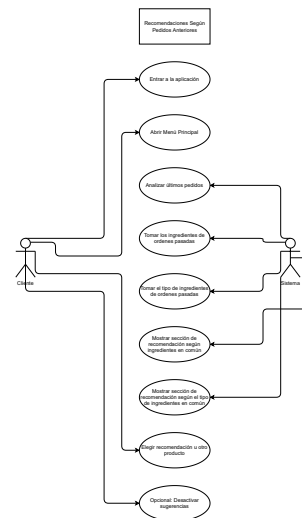 Recomendaciones Según
Pedidos Anteriores
Entrar a la aplicación
Abrir Menú Principal
Analizar últimos pedidos
Tomar los ingredientes de
ordenes pasadas
Cliente
Sistema
Tomar el tipo de ingredientes
de ordenes pasadas
Mostrar sección de
recomendación según
ingredientes en común
Mostrar sección de
recomendación según el tipo
de ingredientes en común
Elegir recomendación u otro
producto
Opcional: Desactivar
sugerencias